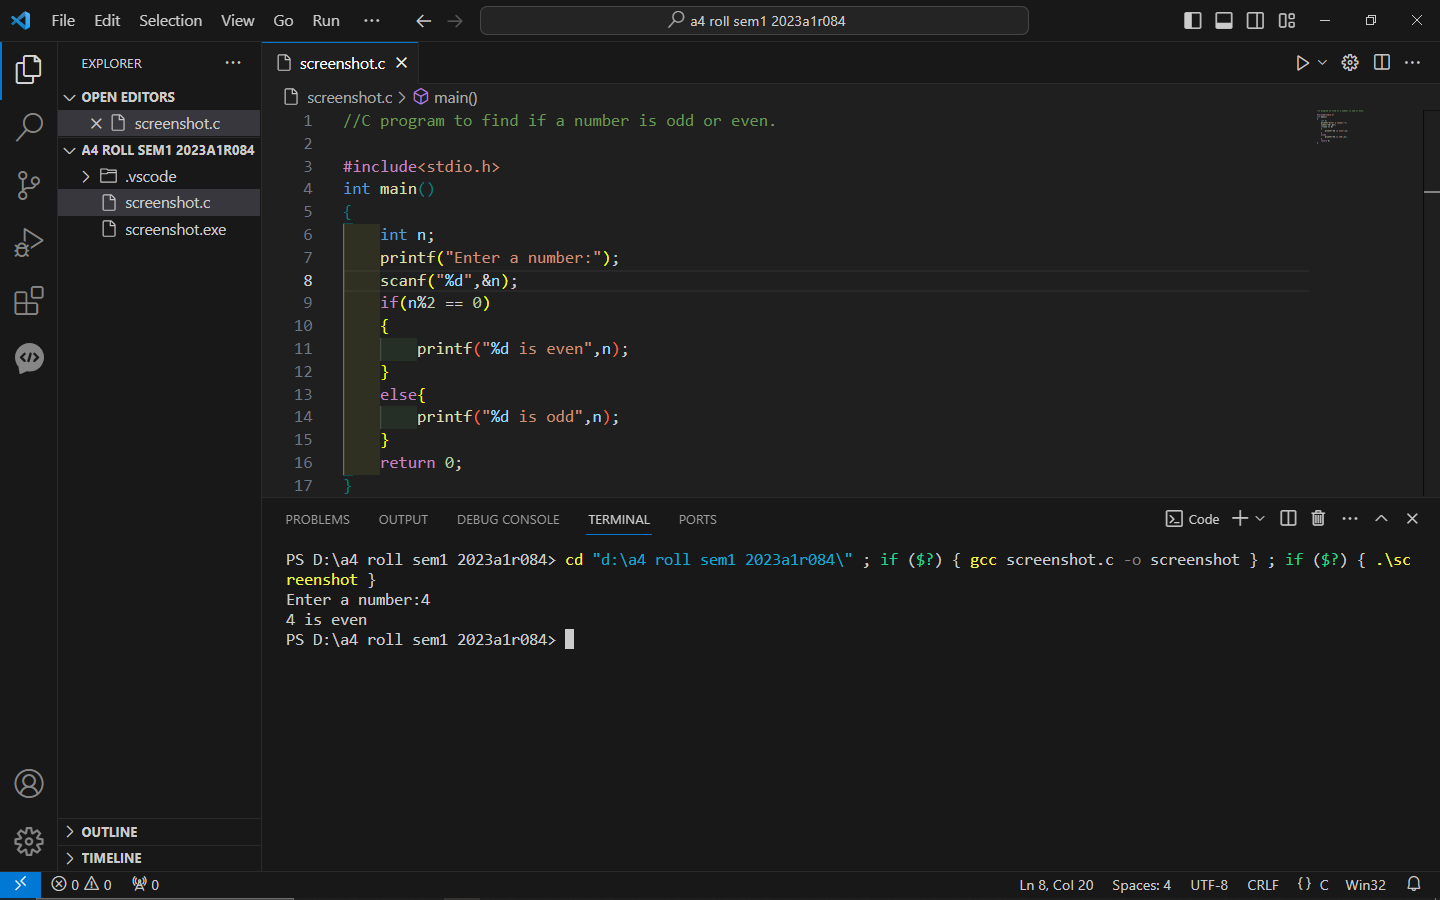 File Edit Selection View Go Run ···
a4 roll sem1 2023a1r084
EXPLORER ···
OPEN EDITORS
screenshot.c
A4 ROLL SEM1 2023A1R084
.vscode
screenshot.c
screenshot.exe
OUTLINE
TIMELINE
screenshot.c
screenshot.c > main()
1 //C program to find if a number is odd or even.
2
3 #include<stdio.h>
4 int main()
5 {
6     int n;
7     printf("Enter a number:");
8     scanf("%d",&n);
9     if(n%2 == 0)
10     {
11         printf("%d is even",n);
12     }
13     else{
14         printf("%d is odd",n);
15     }
16     return 0;
17 }
PROBLEMS OUTPUT DEBUG CONSOLE TERMINAL PORTS
Code
PS D:\a4 roll sem1 2023a1r084> cd "d:\a4 roll sem1 2023a1r084\" ; if ($?) { gcc screenshot.c -o screenshot } ; if ($?) { .\sc
reenshot }
Enter a number:4
4 is even
PS D:\a4 roll sem1 2023a1r084>
0 0 0
Ln 8, Col 20 Spaces: 4 UTF-8 CRLF {} C Win32